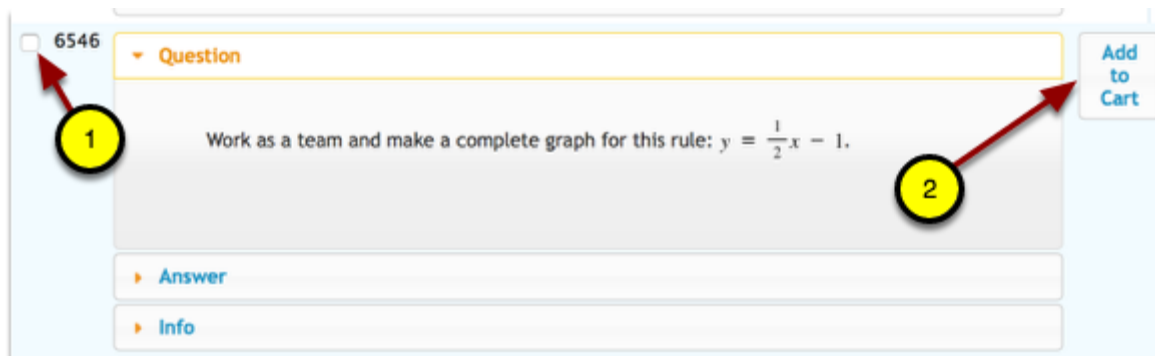 6546
Question
Add
to
Cart
1
Work as a team and make a complete graph for this rule: y = 1/2 x − 1.
2
Answer
Info